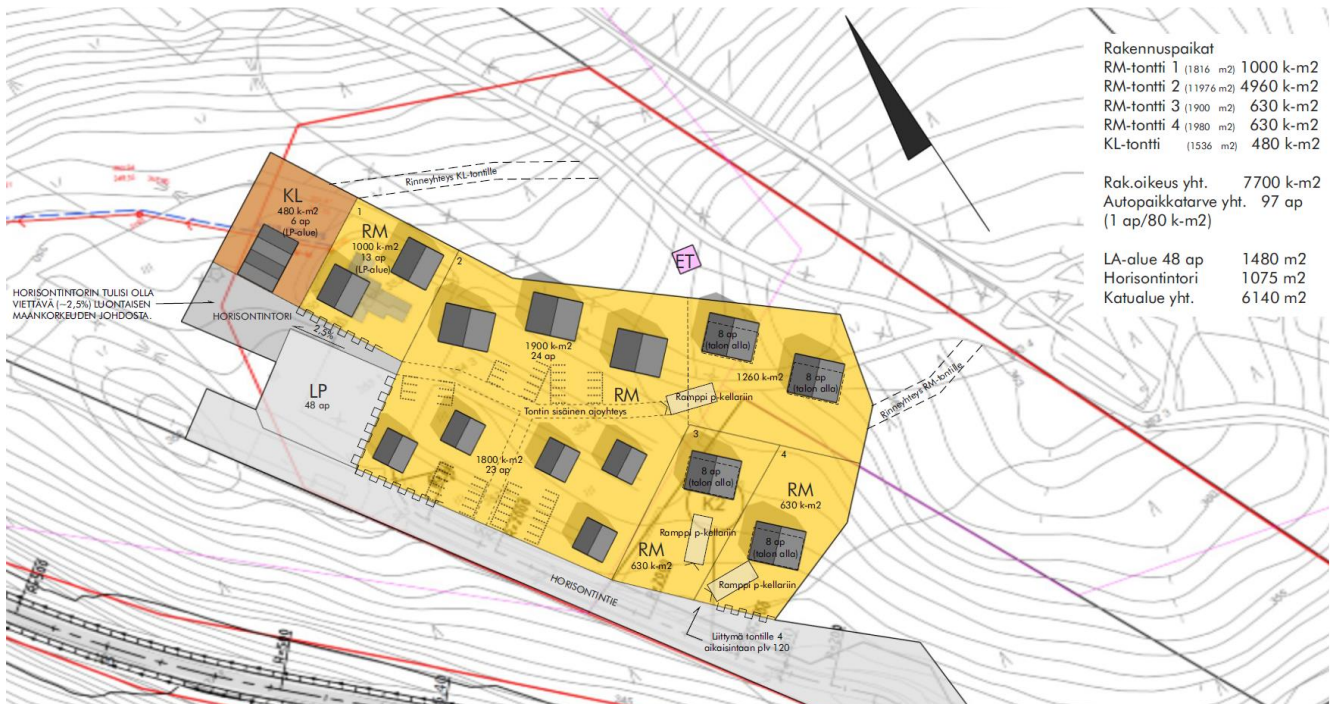 Rakennuspaikat
RM-tontti 1 (1816 m2) 1000 k-m2
RM-tontti 2 (11976 m2) 4960 k-m2
RM-tontti 3 (1900 m2) 630 k-m2
RM-tontti 4 (1980 m2) 630 k-m2
KL-tontti (1536 m2) 480 k-m2
Rak.oikeus yht. 7700 k-m2
Autopaikkatarve yht. 97 ap
(1 ap/80 k-m2)
LA-alue 48 ap 1480 m2
Horisontintori 1075 m2
Katualue yht. 6140 m2
Rinneyhteys KL-tontille
KL
480 k-m2
6 ap
(LP-alue)
1
RM
1000 k-m2
13 ap
(LP-alue)
2
ET
HORISONTINTORIN TULISI OLLA
VIETTÄVÄ (~2,5%) LUONTAISEN
MAANKORKEUDEN JOHDOSTA.
HORISONTINTORI
2,5%
LP
48 ap
1900 k-m2
24 ap
RM
Tontin sisäinen ajoyhteys
8 ap
(talon alla)
1260 k-m2
8 ap
(talon alla)
Ramppi p-kellariin
Rinneyhteys RM-tontille
1800 k-m2
23 ap
3
8 ap
(talon alla)
K2
4
RM
630 k-m2
Ramppi p-kellariin
RM
630 k-m2
8 ap
(talon alla)
Ramppi p-kellariin
HORISONTINTIE
Liittymä tontille 4
aikaisintaan plv 120
R=500
R=500
355
345